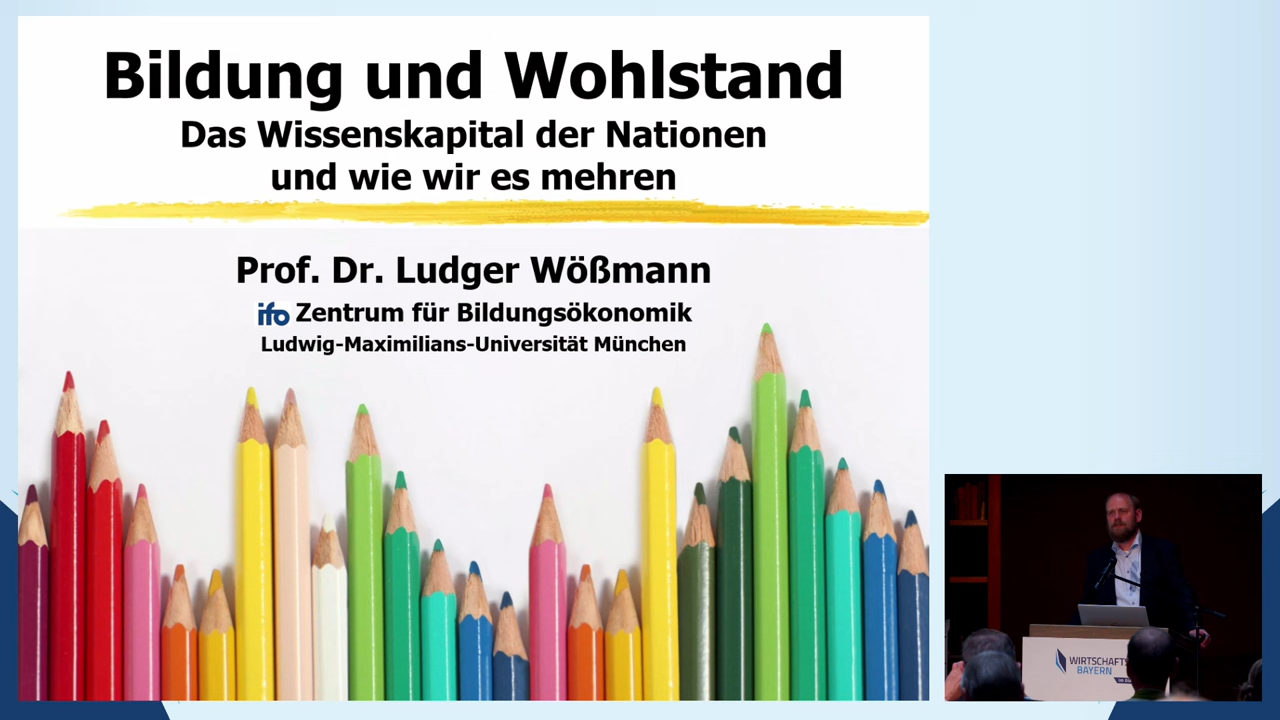 Bildung und Wohlstand
Das Wissenskapital der Nationen
und wie wir es mehren
Prof. Dr. Ludger Wößmann
ifo Zentrum für Bildungsökonomik
Ludwig-Maximilians-Universität München
BAYERN